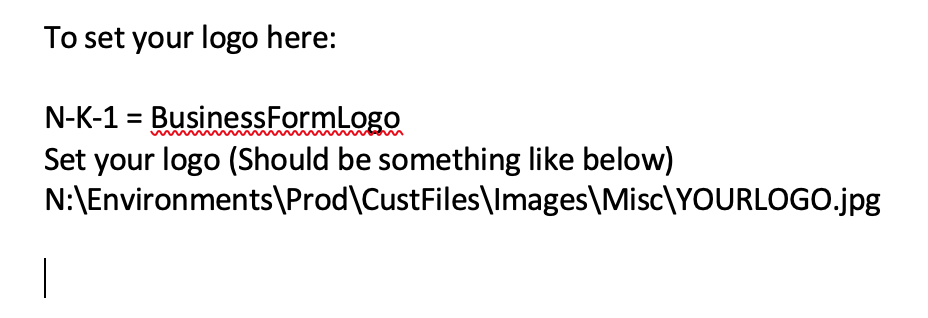 To set your logo here:
N-K-1 = BusinessFormLogo
Set your logo (Should be something like below)
N:\Environments\Prod\CustFiles\Images\Misc\YOURLOGO.jpg